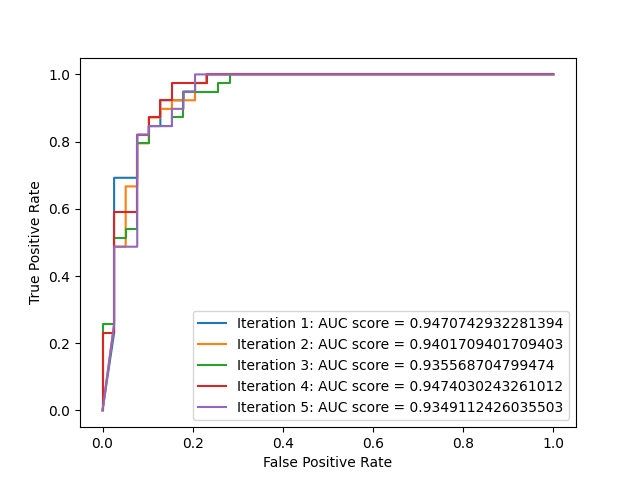 1.0
0.8
0.6
0.4
0.2
0.0
True Positive Rate
Iteration 1: AUC score = 0.9470742932281394
Iteration 2: AUC score = 0.9401709401709403
Iteration 3: AUC score = 0.935568704799474
Iteration 4: AUC score = 0.9474030243261012
Iteration 5: AUC score = 0.9349112426035503
0.0 0.2 0.4 0.6 0.8 1.0
False Positive Rate